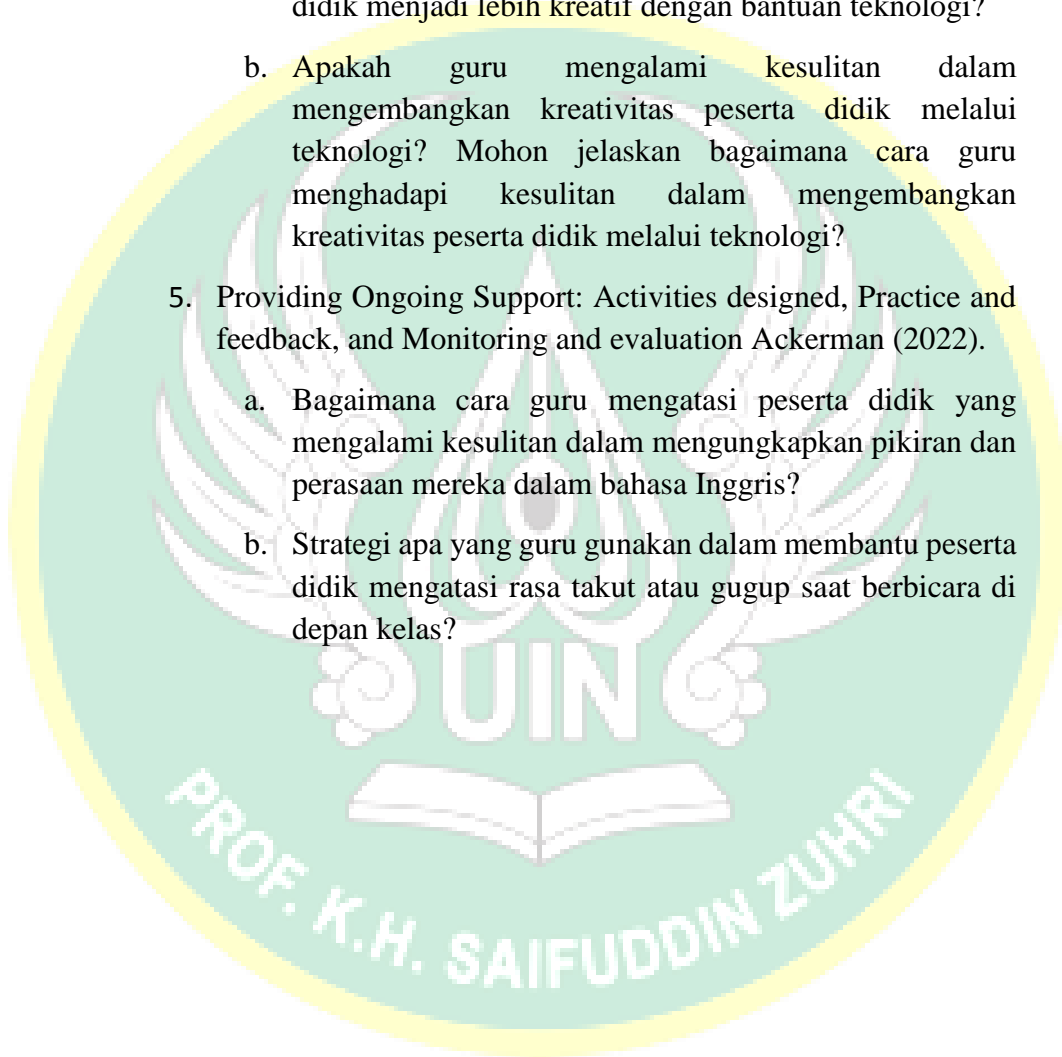 didik menjadi lebih kreatif dengan bantuan teknologi?
b. Apakah guru mengalami kesulitan dalam
mengembangkan kreativitas peserta didik melalui
teknologi? Mohon jelaskan bagaimana cara guru
menghadapi kesulitan dalam mengembangkan
kreativitas peserta didik melalui teknologi?
5. Providing Ongoing Support: Activities designed, Practice and
feedback, and Monitoring and evaluation Ackerman (2022).
a. Bagaimana cara guru mengatasi peserta didik yang
mengalami kesulitan dalam mengungkapkan pikiran dan
perasaan mereka dalam bahasa Inggris?
b. Strategi apa yang guru gunakan dalam membantu peserta
didik mengatasi rasa takut atau gugup saat berbicara di
depan kelas?
UIN
PROF. K.H. SAIFUDDIN ZUHRI